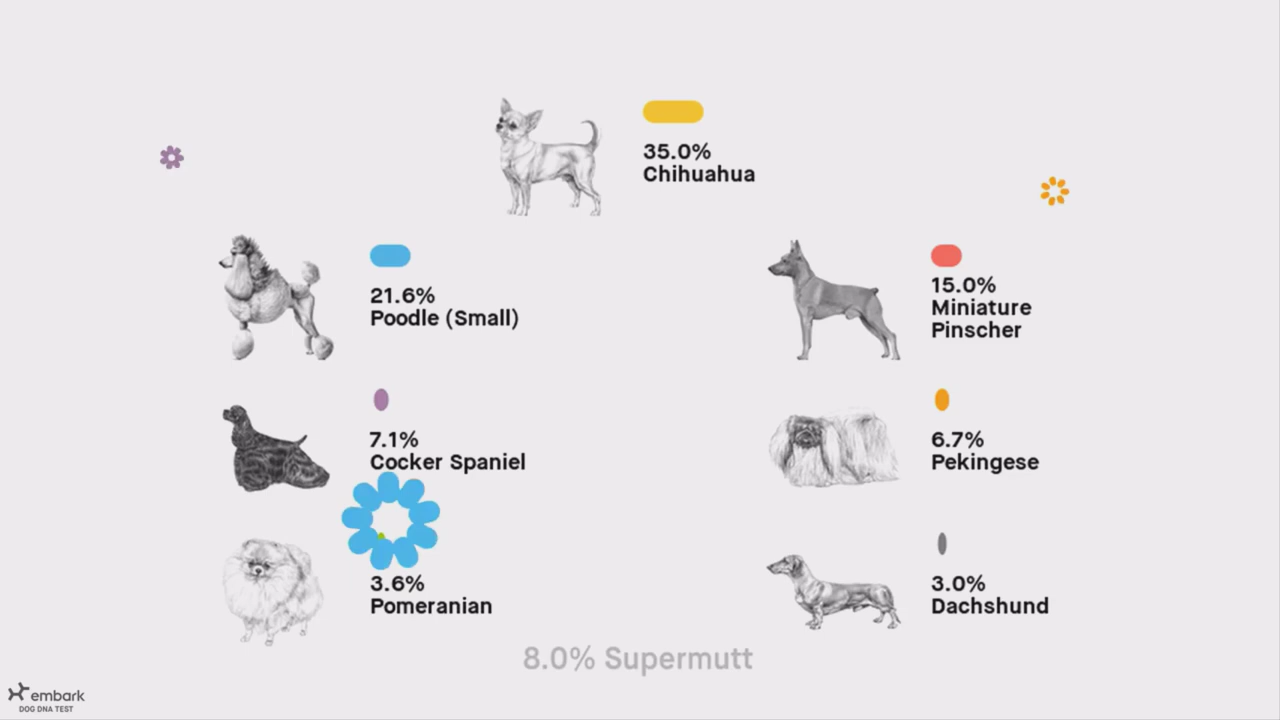 35.0%
Chihuahua
21.6%
Poodle (Small)
15.0%
Miniature
Pinscher
7.1%
Cocker Spaniel
6.7%
Pekingese
3.6%
Pomeranian
3.0%
Dachshund
8.0% Supermutt
embark
DOG DNA TEST